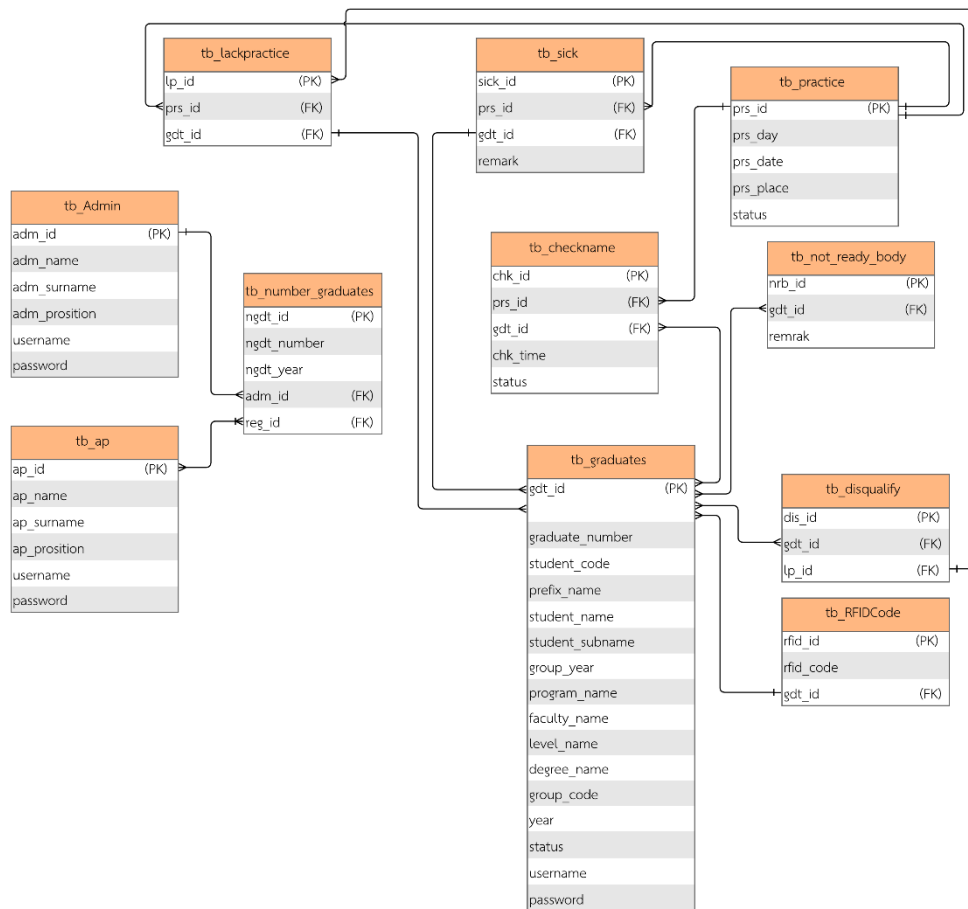 tb_lackpractice
lp_id (PK)
prs_id (FK)
gdt_id (FK)
tb_sick
sick_id (PK)
prs_id (FK)
gdt_id (FK)
remark
tb_practice
prs_id (PK)
prs_day
prs_date
prs_place
status
tb_Admin
adm_id (PK)
adm_name
adm_surname
adm_prosition
username
password
tb_number_graduates
ngdt_id (PK)
ngdt_number
ngdt_year
adm_id (FK)
reg_id (FK)
tb_checkname
chk_id (PK)
prs_id (FK)
gdt_id (FK)
chk_time
status
tb_not_ready_body
nrb_id (PK)
gdt_id (FK)
remrak
tb_ap
ap_id (PK)
ap_name
ap_surname
ap_prosition
username
password
tb_graduates
gdt_id (PK)
graduate_number
student_code
prefix_name
student_name
student_subname
group_year
program_name
faculty_name
level_name
degree_name
group_code
year
status
username
password
tb_disqualify
dis_id (PK)
gdt_id (FK)
lp_id (FK)
tb_RFIDCode
rfid_id (PK)
rfid_code
gdt_id (FK)